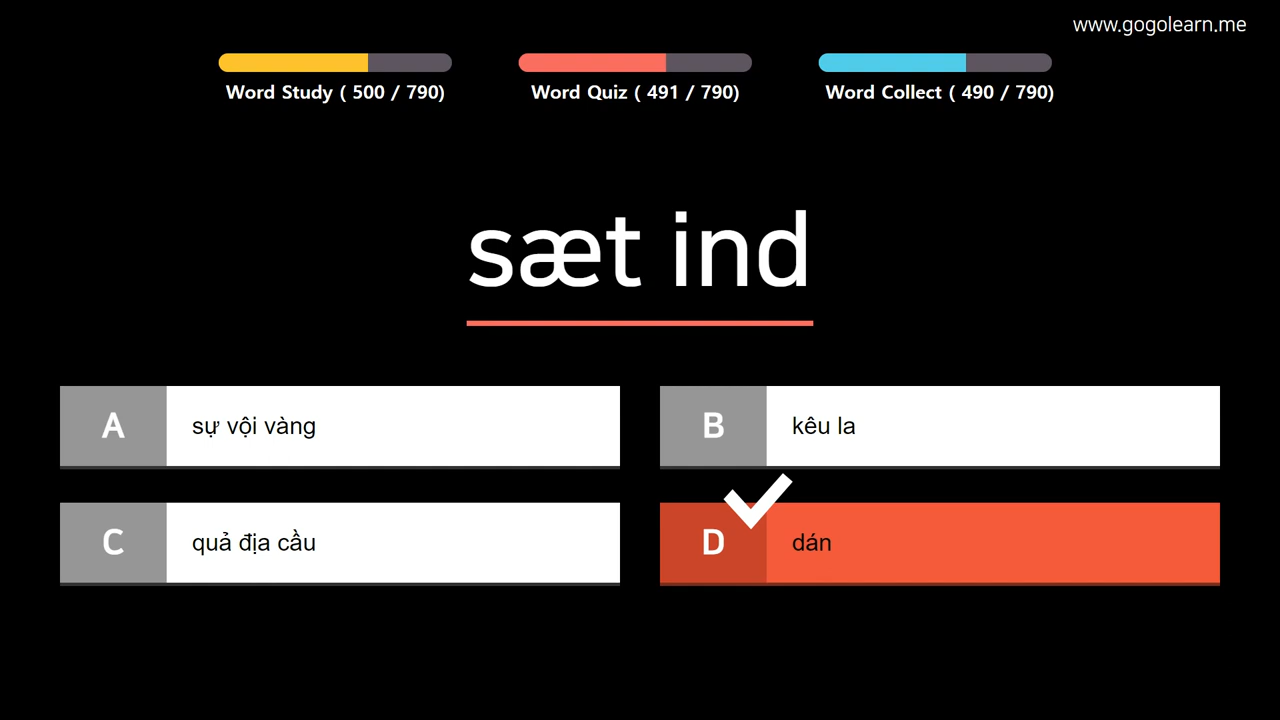 www.gogolearn.me
Word Study ( 500 / 790)
Word Quiz ( 491 / 790)
Word Collect ( 490 / 790)
sæt ind
A
sự vội vàng
B
kêu la
C
quả địa cầu
D
dán